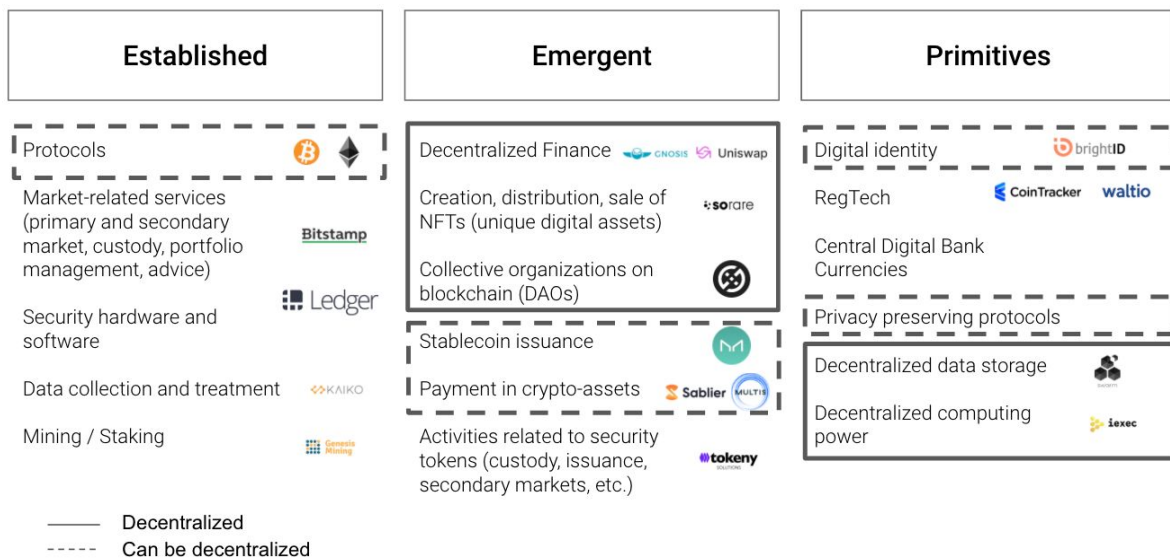 Established
Emergent
Primitives
Protocols
Market-related services
(primary and secondary
market, custody, portfolio
management, advice)
Bitstamp
Ledger
Security hardware and
software
Data collection and treatment
KAIKO
Mining / Staking
Genesis
Mining
Decentralized Finance
GNOSIS
Uniswap
Creation, distribution, sale of
NFTs (unique digital assets)
sorare
Collective organizations on
blockchain (DAOs)
Stablecoin issuance
Payment in crypto-assets
Sablier
MULTIS
Activities related to security
tokens (custody, issuance,
secondary markets, etc.)
tokeny
SOLUTIONS
Digital identity
brightID
RegTech
CoinTracker
waltio
Central Digital Bank
Currencies
Privacy preserving protocols
Decentralized data storage
Decentralized computing
power
iexec
Decentralized
Can be decentralized